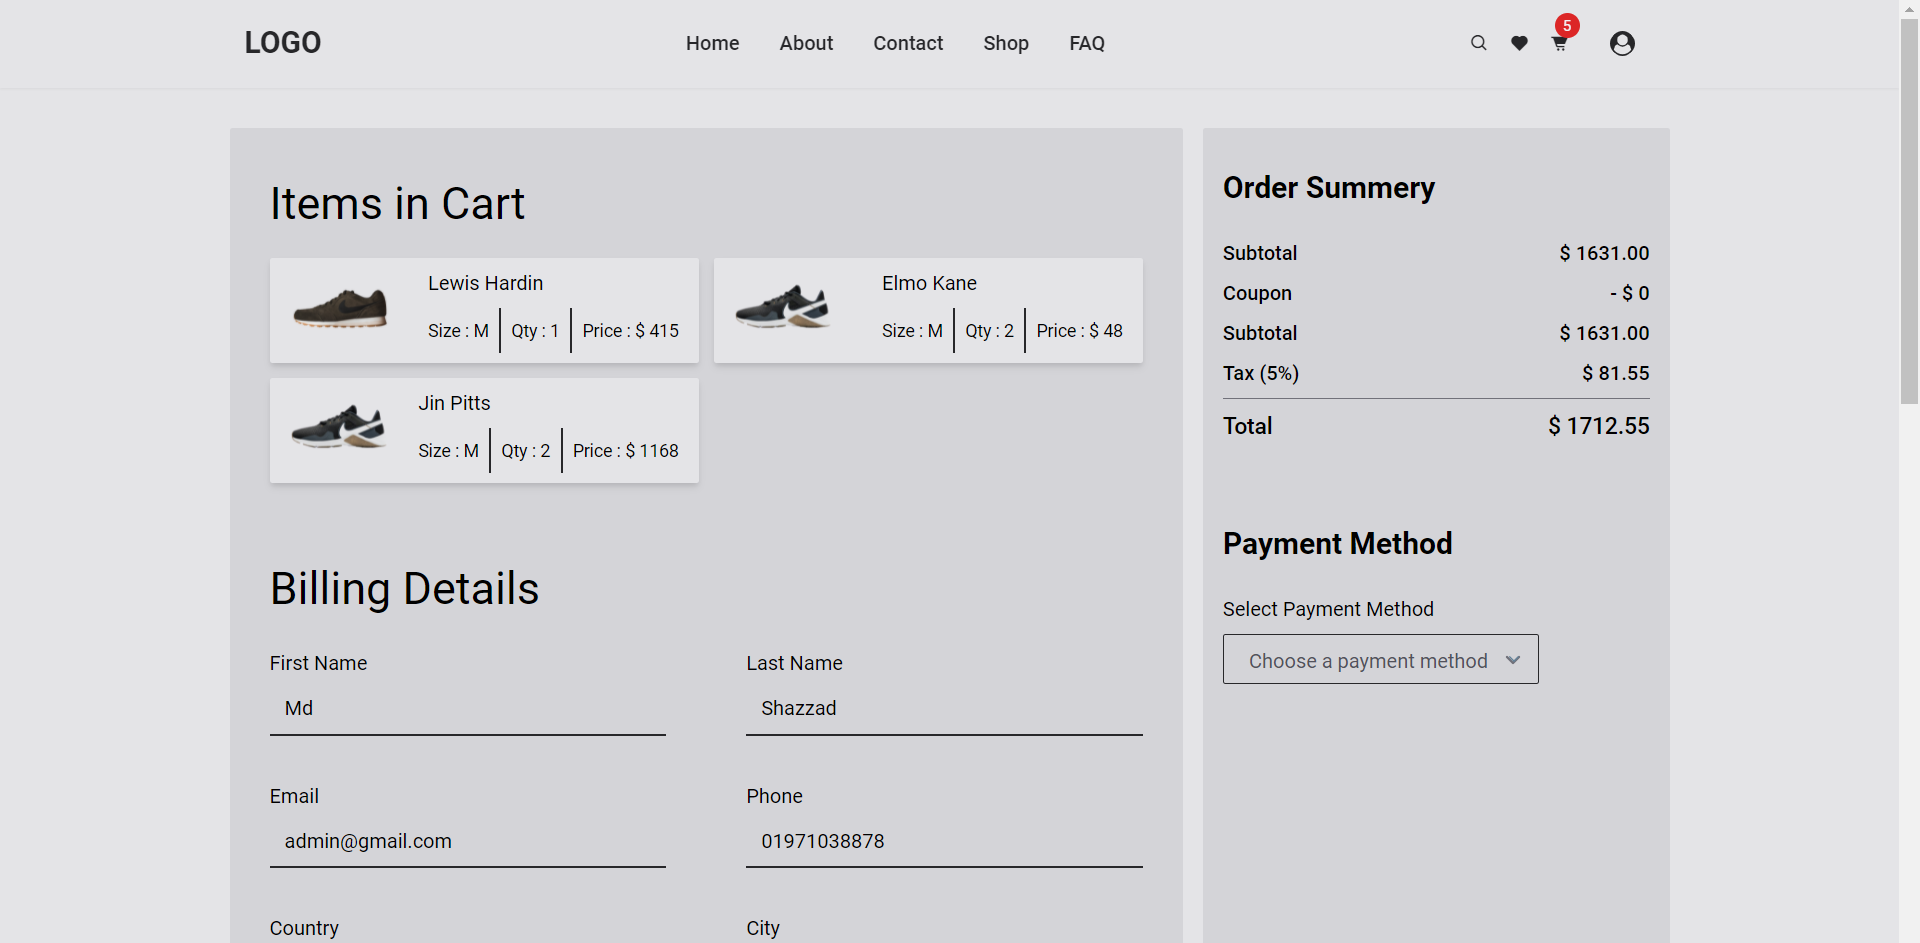 LOGO
Home About Contact Shop FAQ
5
Items in Cart
Lewis Hardin
Size : M Qty : 1 Price : $ 415
Elmo Kane
Size : M Qty : 2 Price : $ 48
Jin Pitts
Size : M Qty : 2 Price : $ 1168
Billing Details
First Name
Md
Last Name
Shazzad
Email
admin@gmail.com
Phone
01971038878
Country
City
Order Summery
Subtotal $ 1631.00
Coupon - $ 0
Subtotal $ 1631.00
Tax (5%) $ 81.55
Total $ 1712.55
Payment Method
Select Payment Method
Choose a payment method